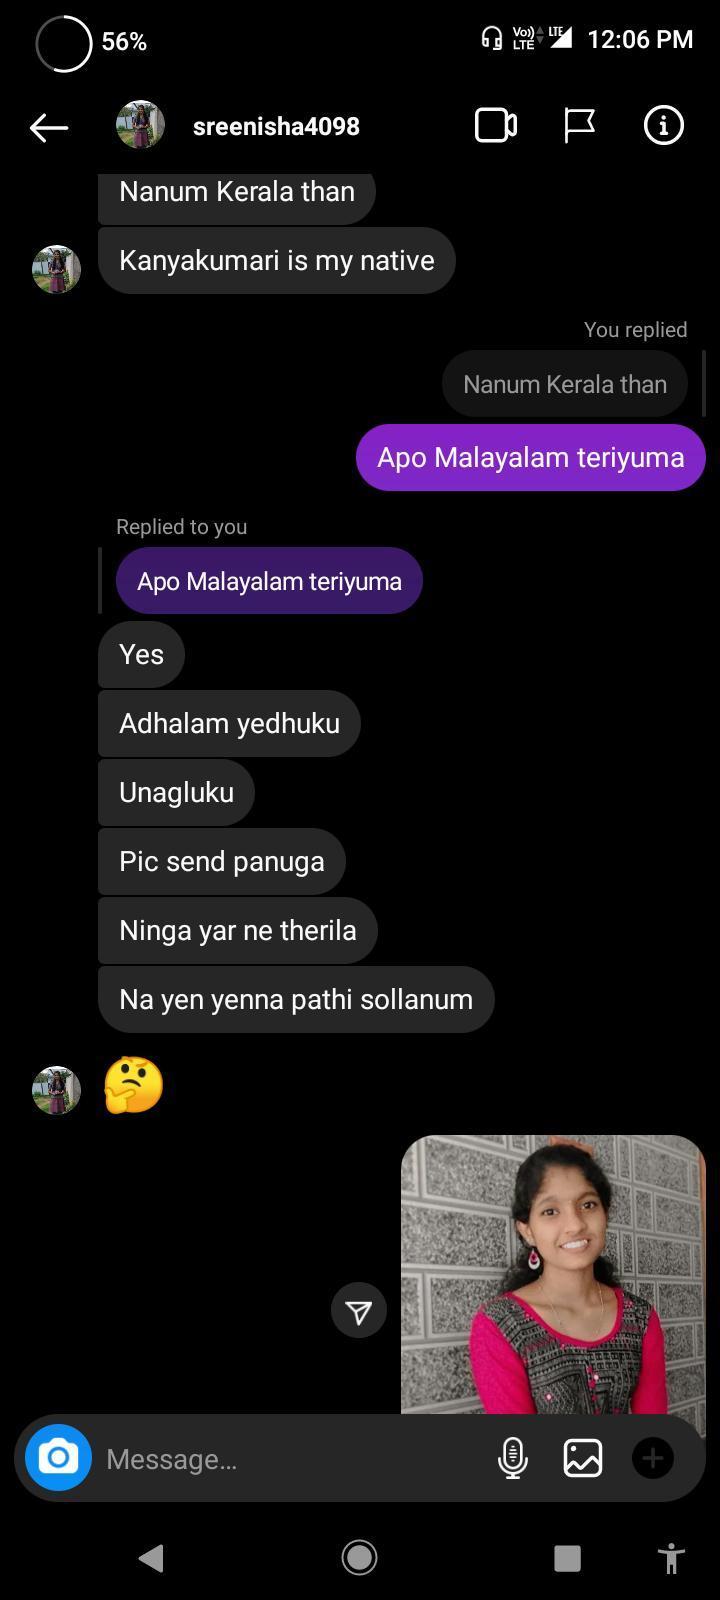 56%
Vo)) LTE LTE 12:06 PM
sreenisha4098
Nanum Kerala than
Kanyakumari is my native
You replied
Nanum Kerala than
Apo Malayalam teriyuma
Replied to you
Apo Malayalam teriyuma
Yes
Adhalam yedhuku
Unagluku
Pic send panuga
Ninga yar ne therila
Na yen yenna pathi sollanum
Message...